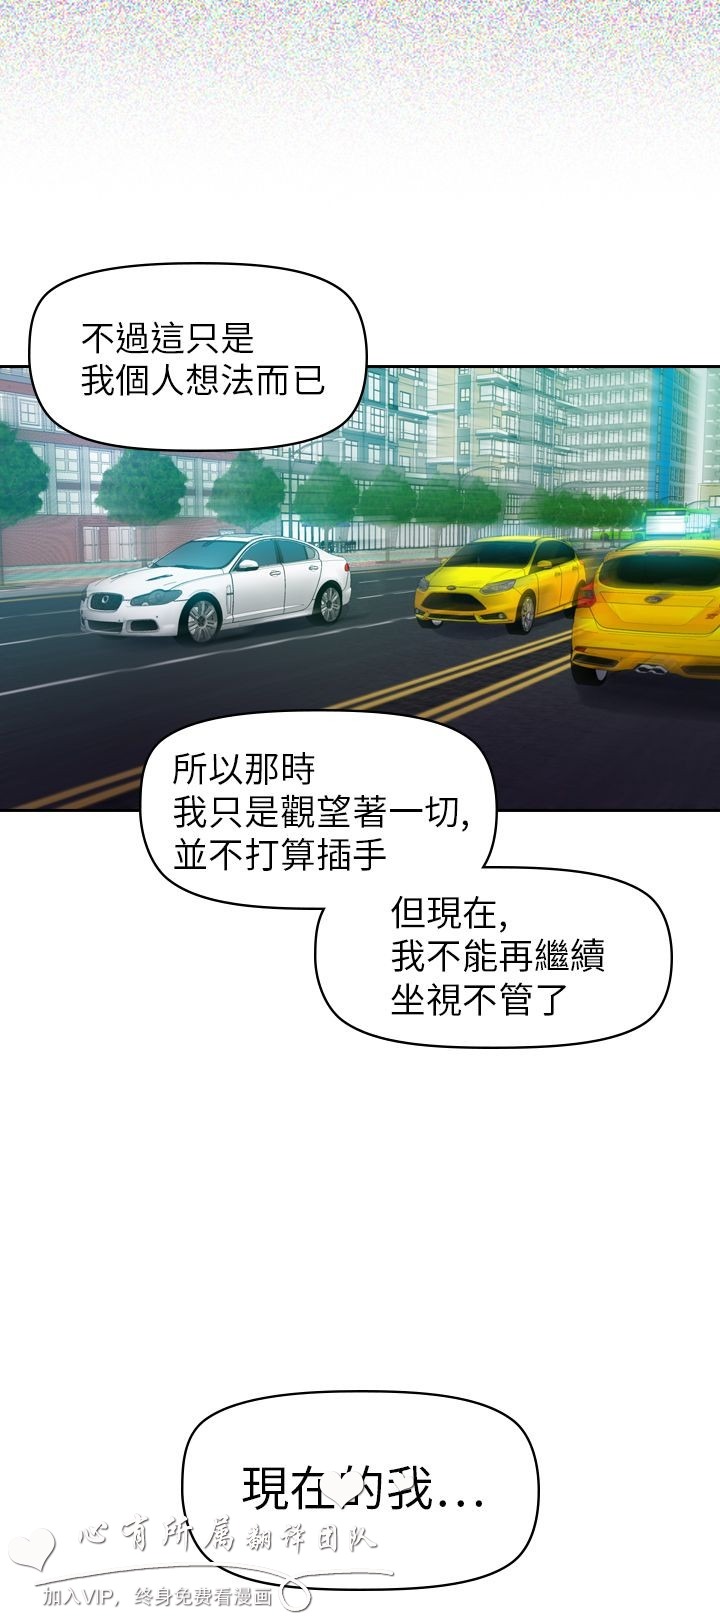 不過這只是
我個人想法而已
所以那時
我只是觀望著一切,
並不打算插手
但現在,
我不能再繼續
坐視不管了
現在的我...
心有所属翻译团队
加入VIP，终身免费看漫画